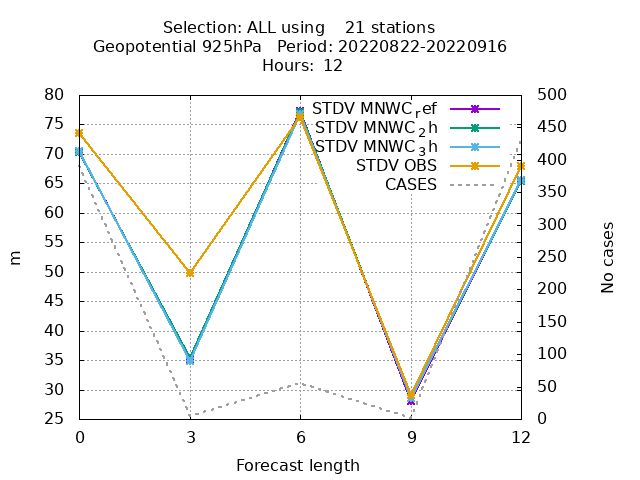 Selection: ALL using 21 stations
Geopotential 925hPa Period: 20220822-20220916
Hours: 12
STDV MNWC_ref
STDV MNWC_2h
STDV MNWC_3h
STDV OBS
CASES
80
75
70
65
60
55
50
45
40
35
30
25
500
450
400
350
300
250
200
150
100
50
0
m
No cases
0 3 6 9 12
Forecast length